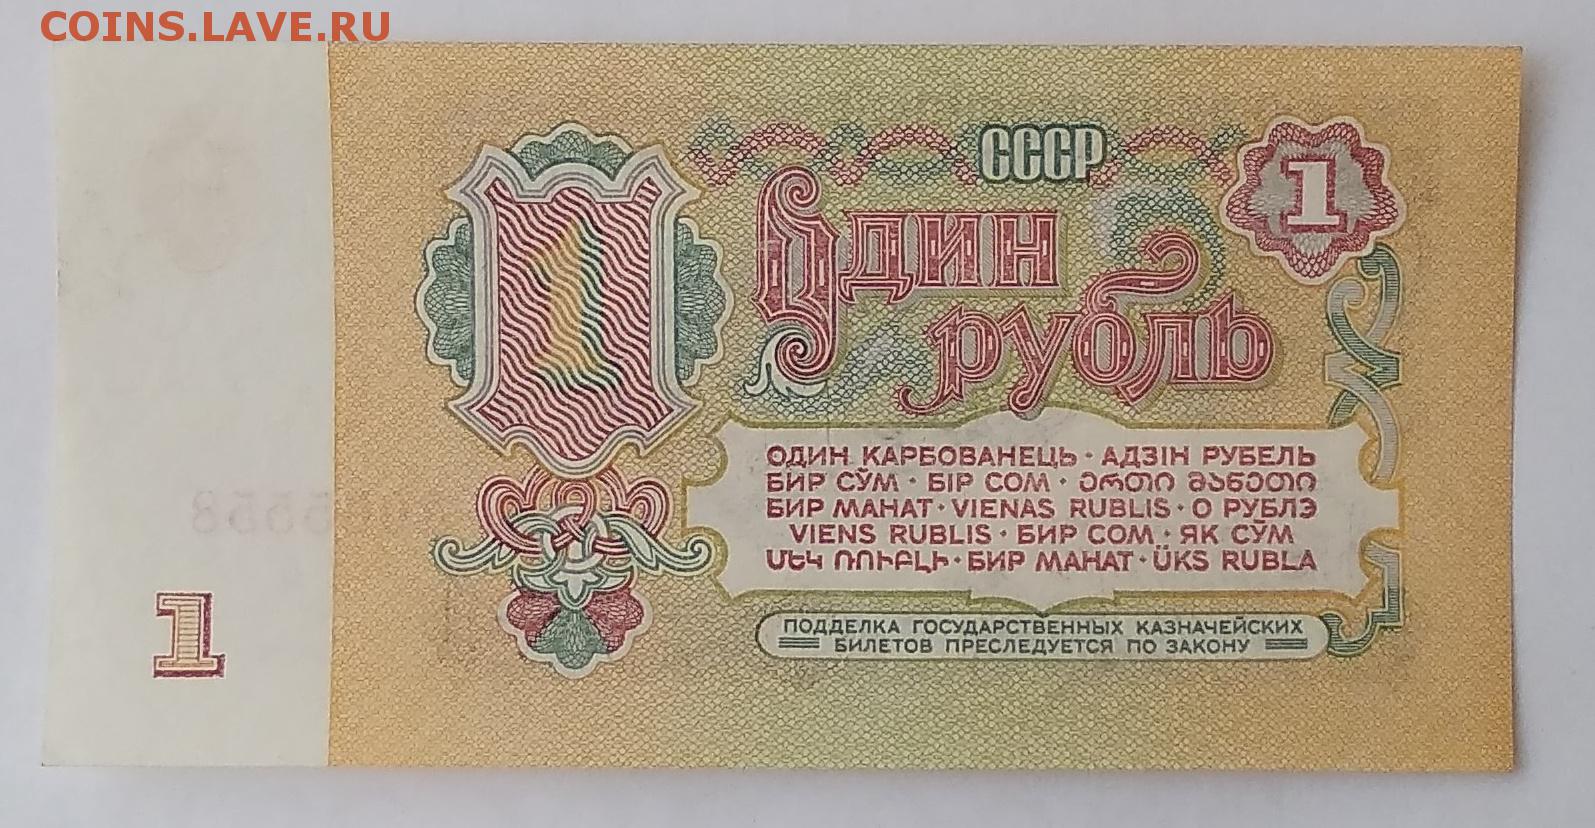 COINS.LAVE.RU
СССР
1
1
Один
рубль
ОДИН КАРБОВАНЕЦЬ · АДЗІН РУБЕЛЬ
БИР СЎМ · БІР СОМ · ᲔᲠᲗᲘ ᲛᲐᲜᲔᲗᲘ
БИР МАНАТ · VIENAS RUBLIS · О РУБЛЭ
VIENS RUBLIS · БИР СОМ · ЯК СЎМ
ՄԵԿ ՌՈՒԲԼԻ · БИР МАНАТ · ÜKS RUBLA
ПОДДЕЛКА ГОСУДАРСТВЕННЫХ КАЗНАЧЕЙСКИХ
БИЛЕТОВ ПРЕСЛЕДУЕТСЯ ПО ЗАКОНУ
1